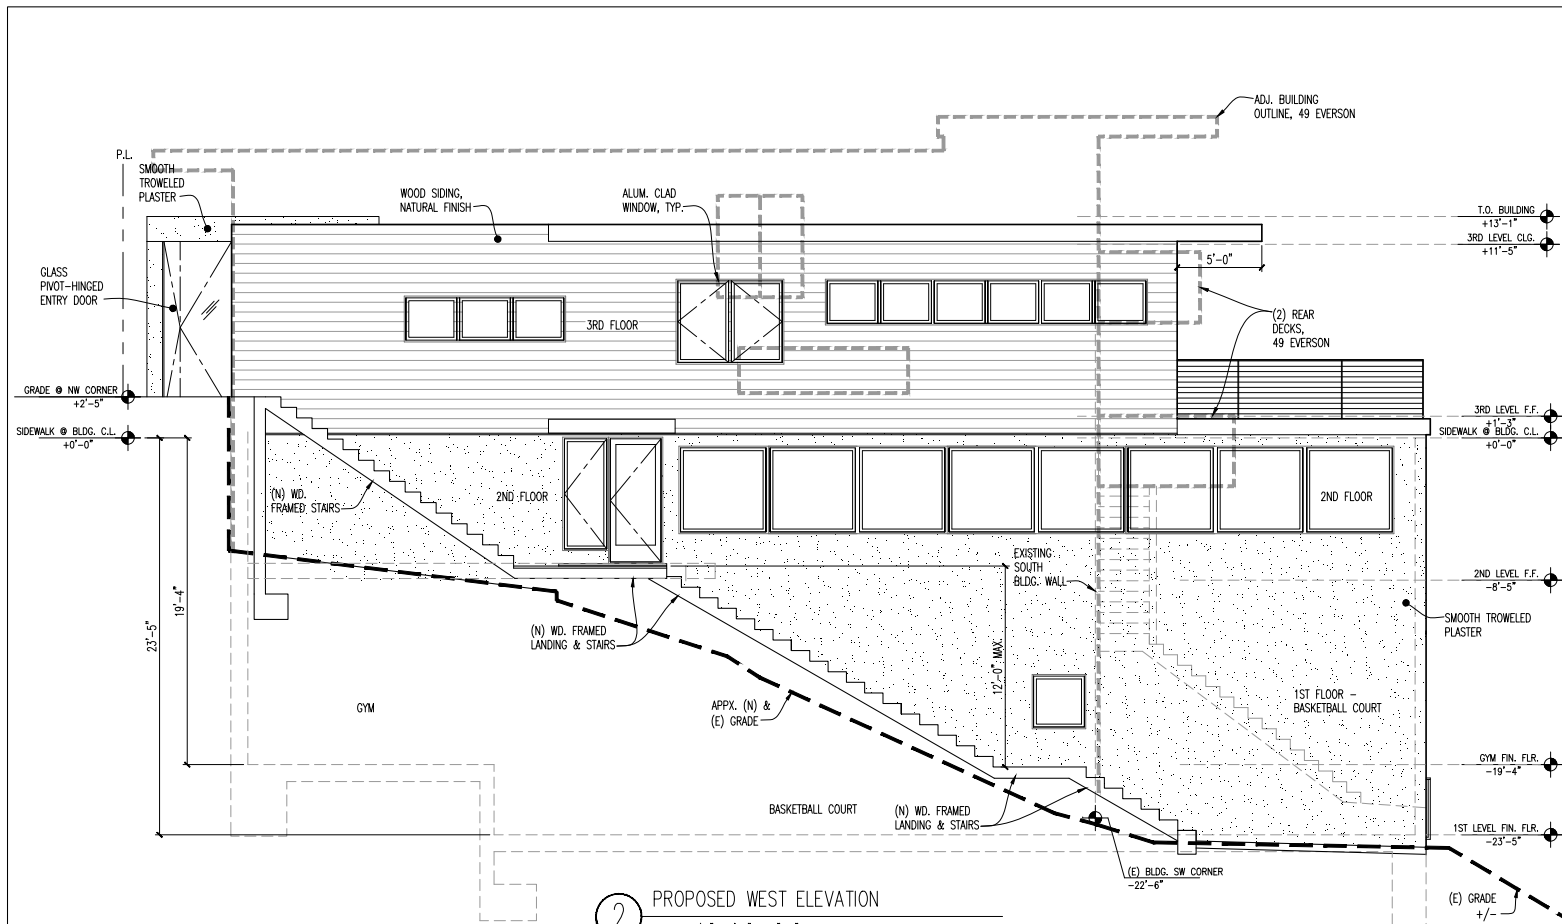 ADJ. BUILDING
OUTLINE, 49 EVERSON
P.L.
SMOOTH
TROWELED
PLASTER
WOOD SIDING,
NATURAL FINISH
ALUM. CLAD
WINDOW, TYP.
T.O. BUILDING
+13'-1"
3RD LEVEL CLG.
+11'-5"
5'-0"
GLASS
PIVOT-HINGED
ENTRY DOOR
3RD FLOOR
(2) REAR
DECKS,
49 EVERSON
GRADE @ NW CORNER
+2'-5"
SIDEWALK @ BLDG. C.L.
+0'-0"
3RD LEVEL F.F.
+1'-3"
SIDEWALK @ BLDG. C.L.
+0'-0"
(N) WD.
FRAMED STAIRS
2ND FLOOR
2ND FLOOR
EXISTING
SOUTH
BLDG. WALL
2ND LEVEL F.F.
-8'-5"
19'-4"
23'-5"
(N) WD. FRAMED
LANDING & STAIRS
SMOOTH TROWELED
PLASTER
12'-0" MAX.
GYM
APPX. (N) &
(E) GRADE
1ST FLOOR -
BASKETBALL COURT
GYM FIN. FLR.
-19'-4"
BASKETBALL COURT
(N) WD. FRAMED
LANDING & STAIRS
1ST LEVEL FIN. FLR.
-23'-5"
(E) BLDG. SW CORNER
-22'-6"
2
PROPOSED WEST ELEVATION
(E) GRADE
+/-